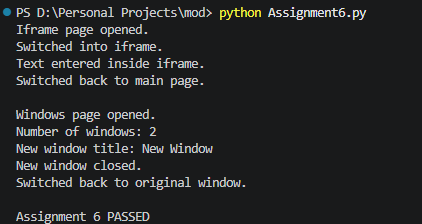 PS D:\Personal Projects\mod> python Assignment6.py
Iframe page opened.
Switched into iframe.
Text entered inside iframe.
Switched back to main page.
Windows page opened.
Number of windows: 2
New window title: New Window
New window closed.
Switched back to original window.
Assignment 6 PASSED